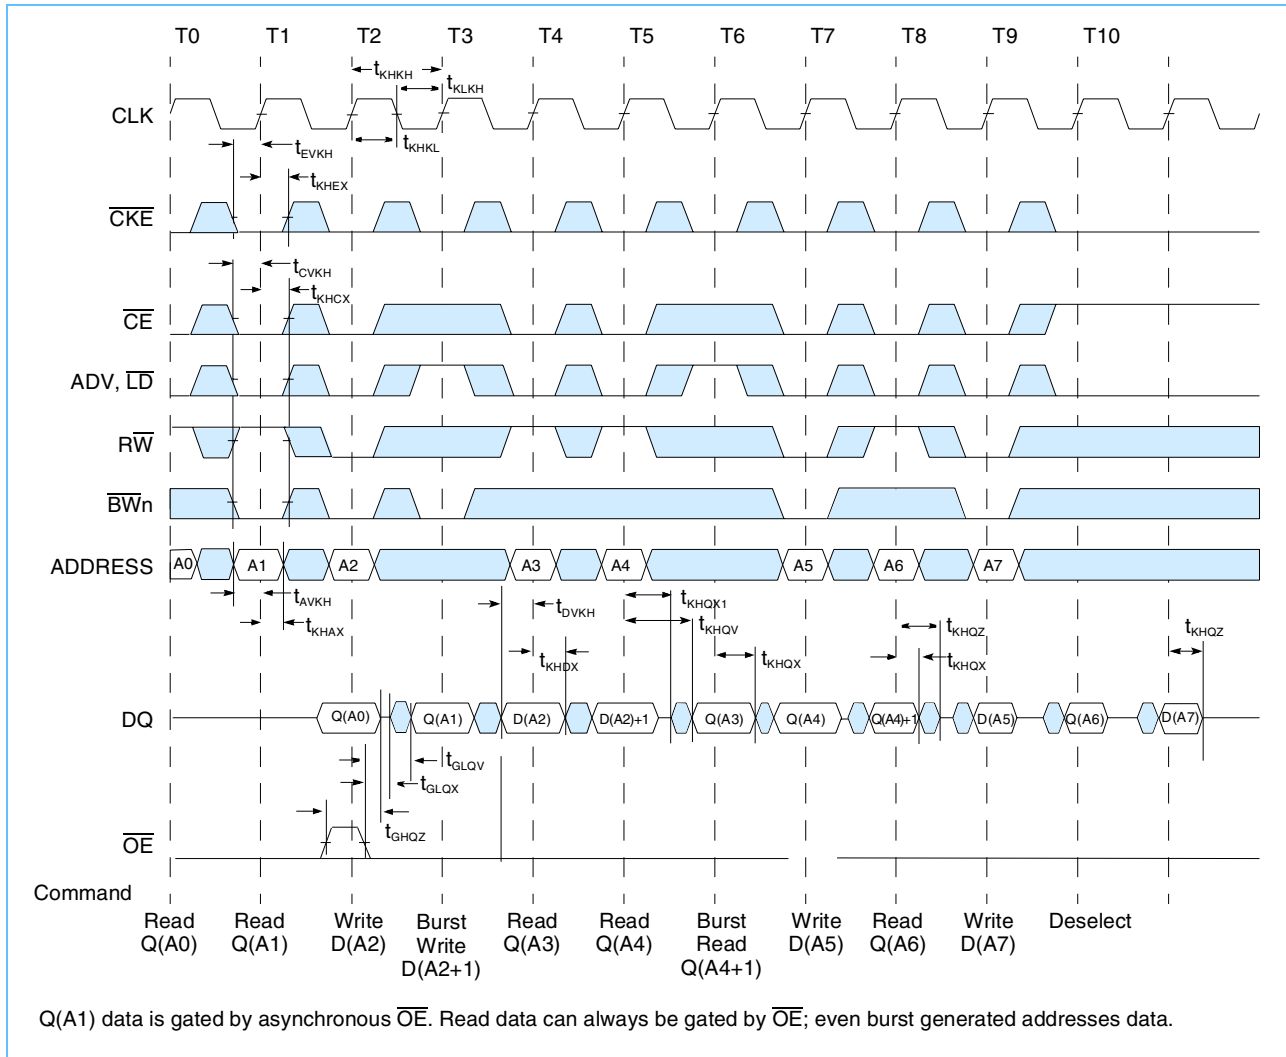 T0 T1 T2 T3 T4 T5 T6 T7 T8 T9 T10
tKHKH
tKLKH
CLK
tEVKH
tKHKL
tKHEX
CKE
tCVKH
tKHCX
CE
ADV, LD
RW
BWn
ADDRESS A0 A1 A2 A3 A4 A5 A6 A7
tAVKH
tDVKH
tKHQX1
tKHQV
tKHQZ
tKHQZ
tKHAX
tKHDX
tKHQX
tKHQX
DQ Q(A0) Q(A1) D(A2) D(A2)+1 Q(A3) Q(A4) Q(A4)+1 D(A5) Q(A6) D(A7)
tGLQV
tGLQX
tGHQZ
OE
Command
Read Read Write Burst Read Read Burst Write Read Write Deselect
Q(A0) Q(A1) D(A2) Write Q(A3) Q(A4) Read D(A5) Q(A6) D(A7)
D(A2+1) Q(A4+1)
Q(A1) data is gated by asynchronous OE. Read data can always be gated by OE; even burst generated addresses data.